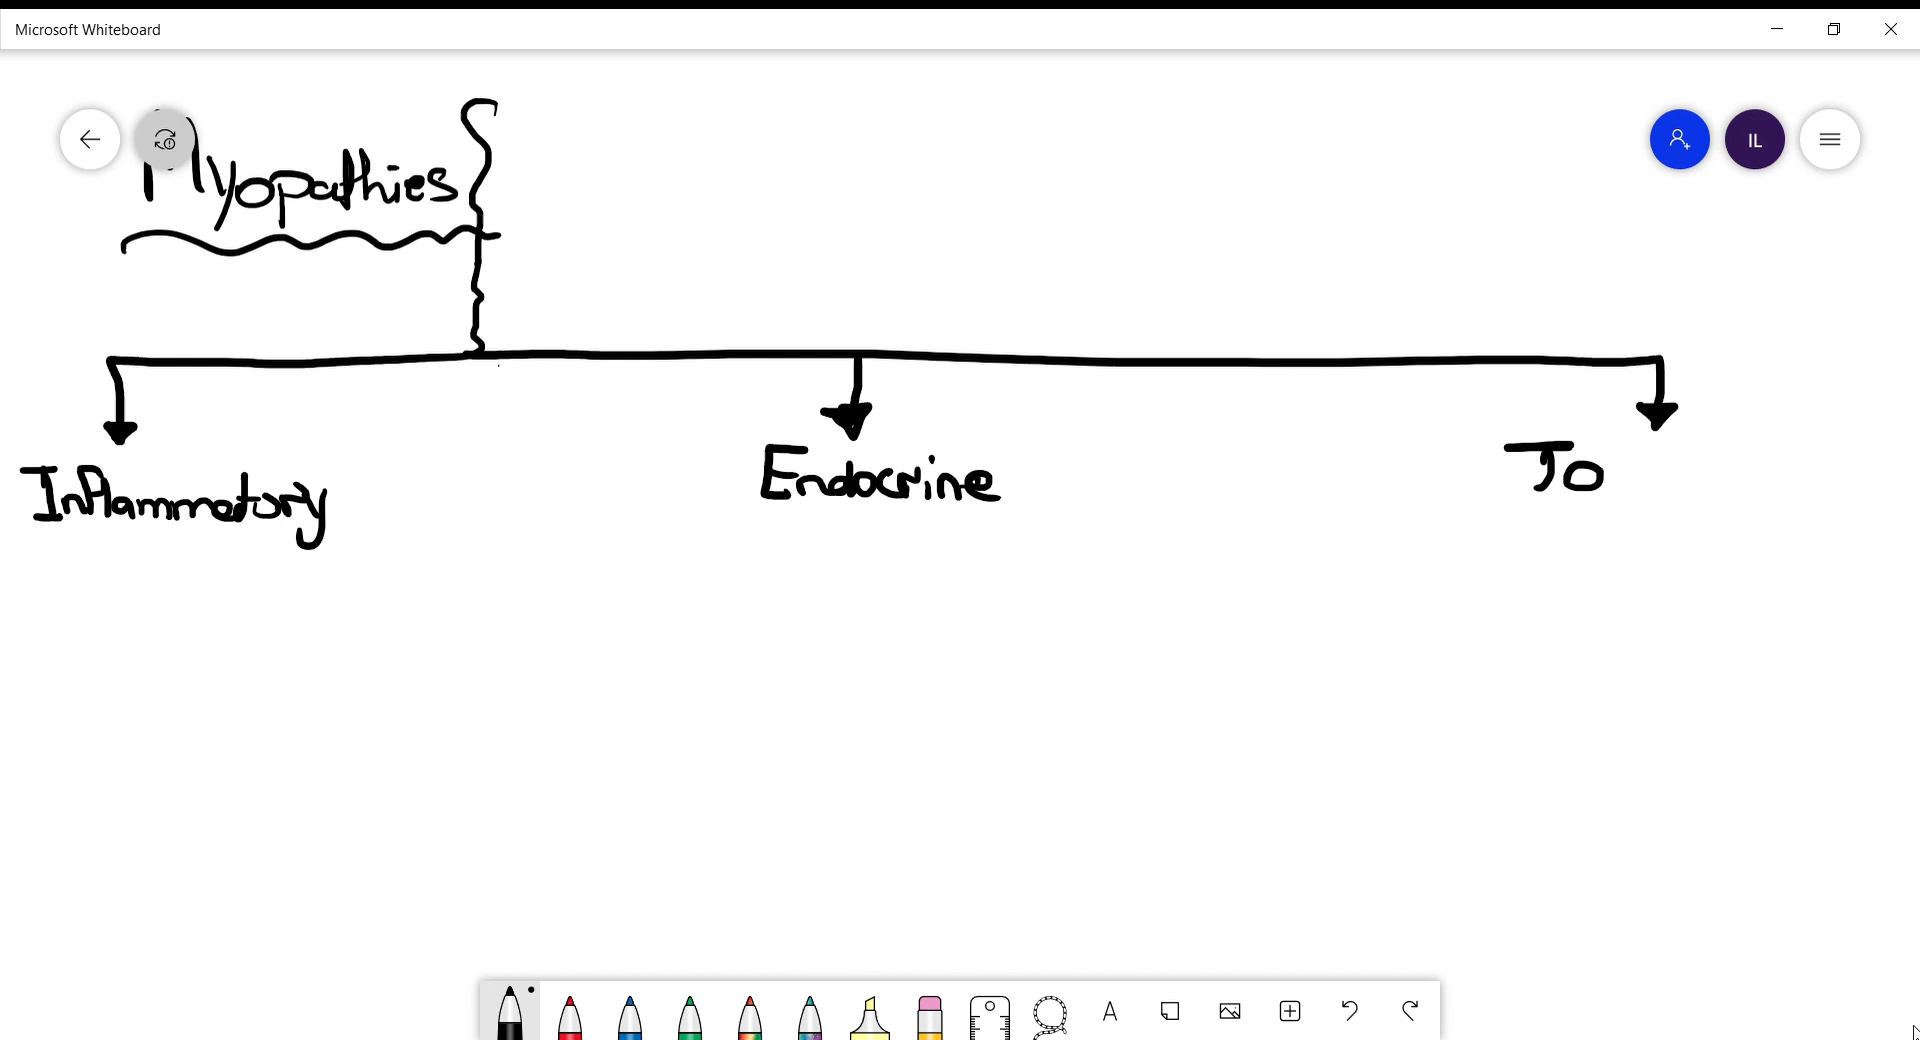 Microsoft Whiteboard
Myopathies
IL
Inflammatory
Endocrine
To
A